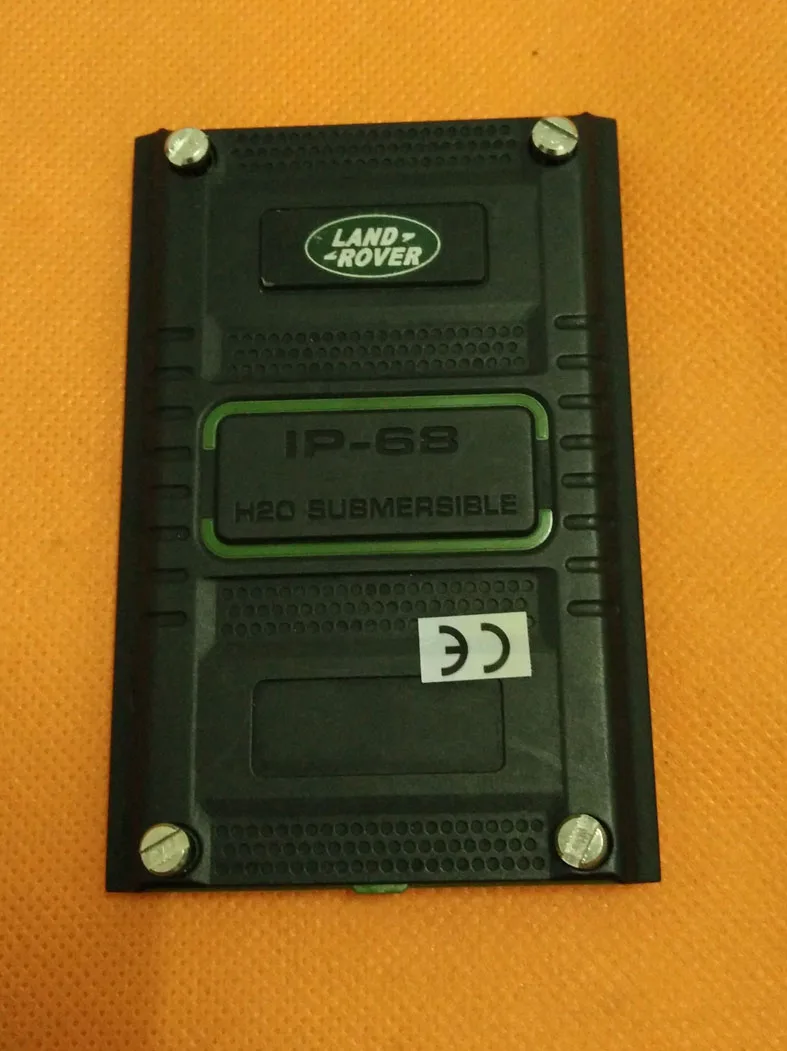 LAND
ROVER
IP-68
H2O SUBMERSIBLE
CE